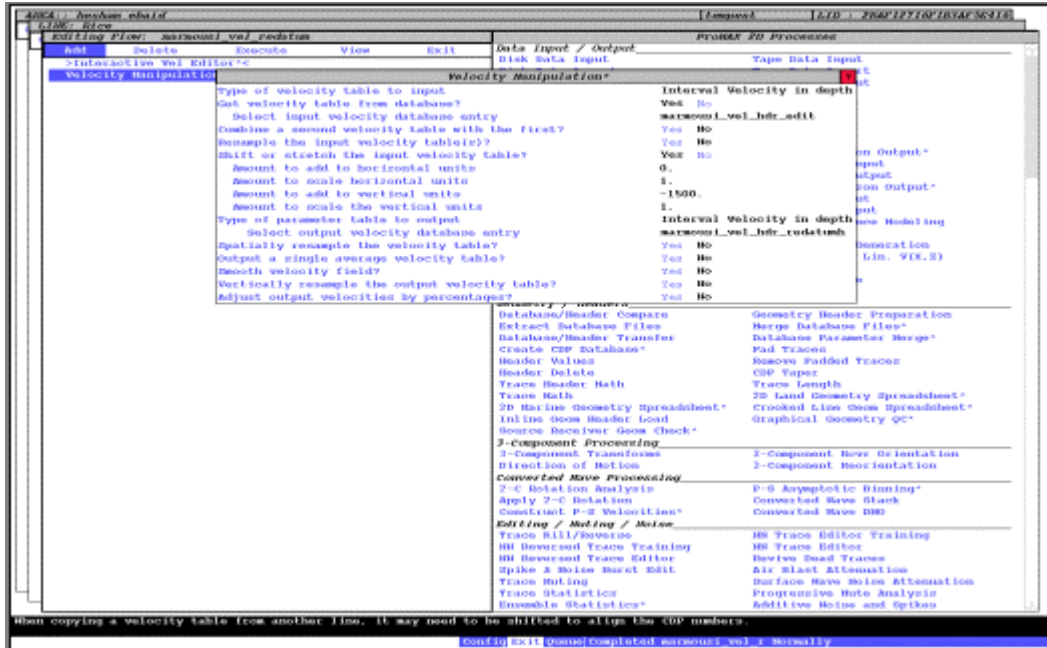 AREA: hesham ebaid
LINE: Rice
Editing Flow: marmousi_vel_redatum
Add Delete Execute View Exit
>Interactive Vel Editor*<
Velocity Manipulatio
ProMAX 2D Processes
Data Input / Output
Disk Data Input Tape Data Input
Velocity Manipulation*
Type of velocity table to input Interval Velocity in depth
Get velocity table from database? Yes No
Select input velocity database entry marmousi_vel_hdr_edit
Combine a second velocity table with the first? Yes No
Resample the input velocity table(s)? Yes No
Shift or stretch the input velocity table? Yes No
Amount to add to horizontal units 0.
Amount to scale horizontal units 1.
Amount to add to vertical units -1500.
Amount to scale the vertical units 1.
Type of parameter table to output Interval Velocity in depth
Select output velocity database entry marmousi_vel_hdr_redatumh
Spatially resample the velocity table? Yes No
Output a single average velocity table? Yes No
Smooth velocity field? Yes No
Vertically resample the output velocity table? Yes No
Adjust output velocities by percentages? Yes No
Geometry / Headers
Database/Header Compare Geometry Header Preparation
Extract Database Files Merge Database Files*
Database/Header Transfer Database Parameter Merge*
Create CDP Database* Pad Traces
Header Values Remove Padded Traces
Header Delete CDP Taper
Trace Header Math Trace Length
Trace Math 2D Land Geometry Spreadsheet*
2D Marine Geometry Spreadsheet* Crooked Line Geom Spreadsheet*
Inline Geom Header Load Graphical Geometry QC*
Source Receiver Geom Check*
3-Component Processing
3-Component Transforms 3-Component Hodr Orientation
Direction of Motion 3-Component Reorientation
Converted Wave Processing
2-C Rotation Analysis P-S Asymptotic Binning*
Apply 2-C Rotation Converted Wave Stack
Construct P-S Velocities* Converted Wave DMO
Editing / Muting / Noise
Trace Kill/Reverse NN Trace Editor Training
NN Reversed Trace Training NN Trace Editor
NN Reversed Trace Editor Revive Dead Traces
Spike & Noise Burst Edit Air Blast Attenuation
Trace Muting Surface Wave Noise Attenuation
Trace Statistics Progressive Mute Analysis
Ensemble Statistics* Additive Noise and Spikes
When copying a velocity table from another line, it may need to be shifted to align the CDP numbers.
Config Exit Queue Completed marmousi_vel_r Normally